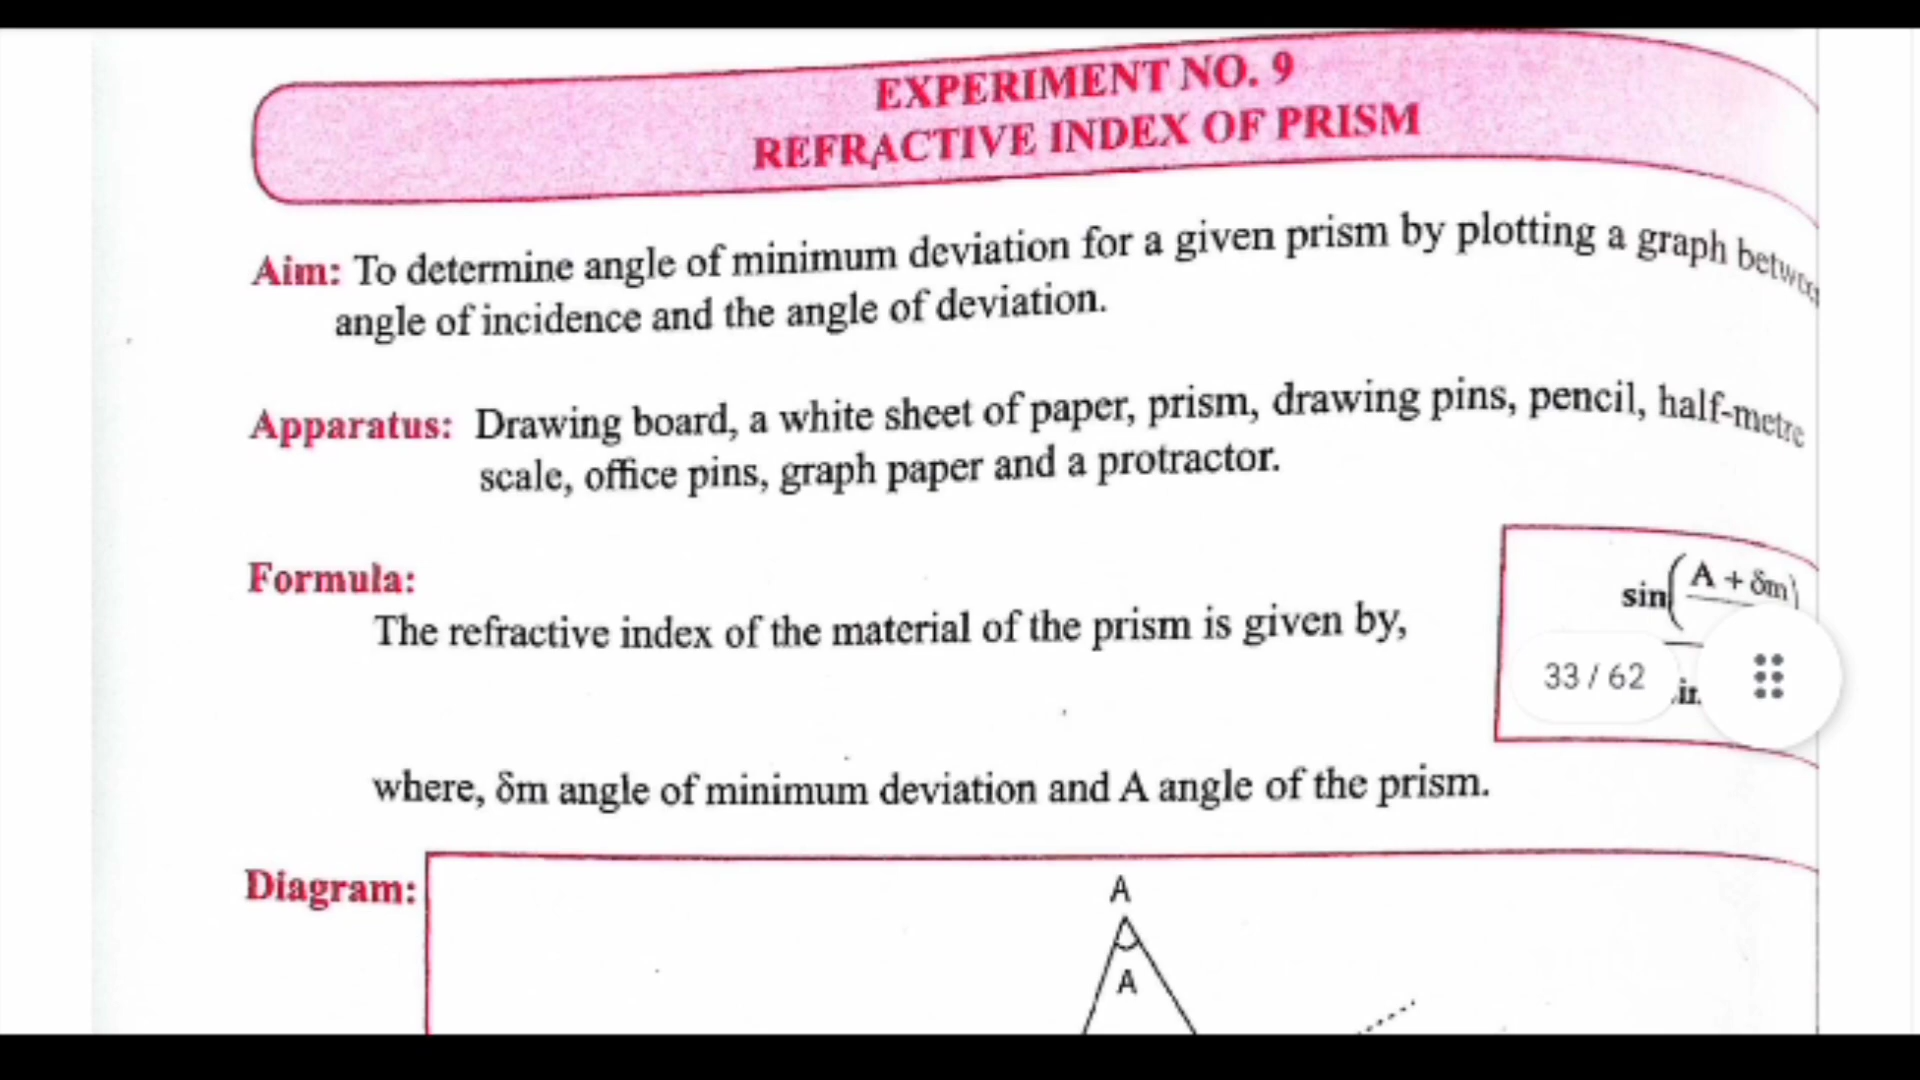 EXPERIMENT NO. 9
REFRACTIVE INDEX OF PRISM
Aim: To determine angle of minimum deviation for a given prism by plotting a graph
angle of incidence and the angle of deviation.
Apparatus: Drawing board, a white sheet of paper, prism, drawing pins, pencil, half-metre
scale, office pins, graph paper and a protractor.
Formula:
sin(A + δm)
The refractive index of the material of the prism is given by,
33 / 62
where, δm angle of minimum deviation and A angle of the prism.
Diagram:
A
A